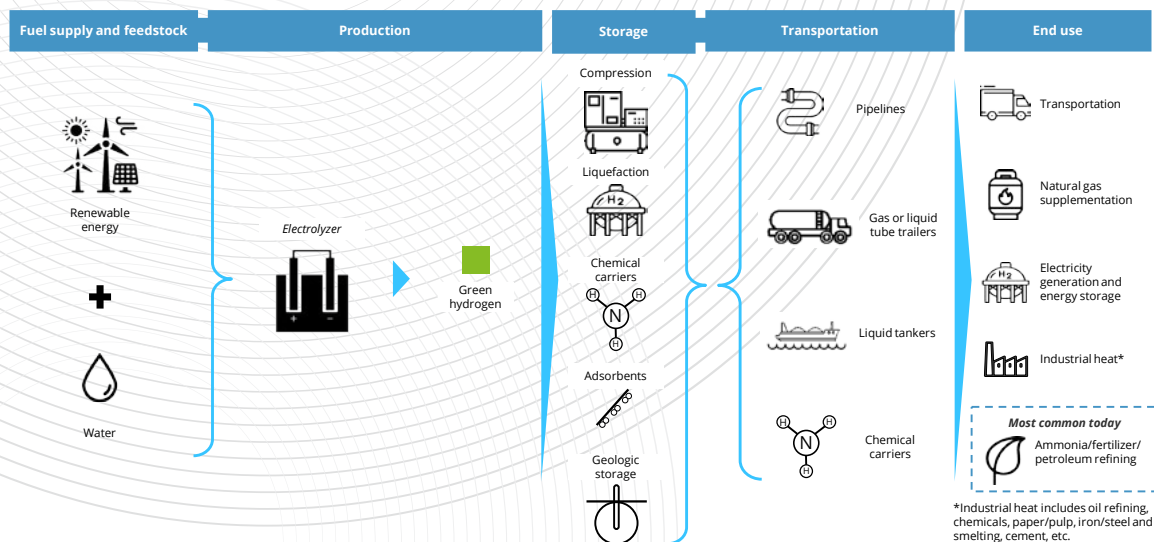 Fuel supply and feedstock
Production
Storage
Transportation
End use
Renewable
energy
+
Water
Electrolyzer
+ −
Green
hydrogen
Compression
Liquefaction
H2
Chemical
carriers
H H
N
H
Adsorbents
Geologic
storage
Pipelines
Gas or liquid
tube trailers
Liquid tankers
H H
N
H
Chemical
carriers
Transportation
Natural gas
supplementation
H2
Electricity
generation and
energy storage
Industrial heat*
Most common today
Ammonia/fertilizer/
petroleum refining
*Industrial heat includes oil refining,
chemicals, paper/pulp, iron/steel and
smelting, cement, etc.